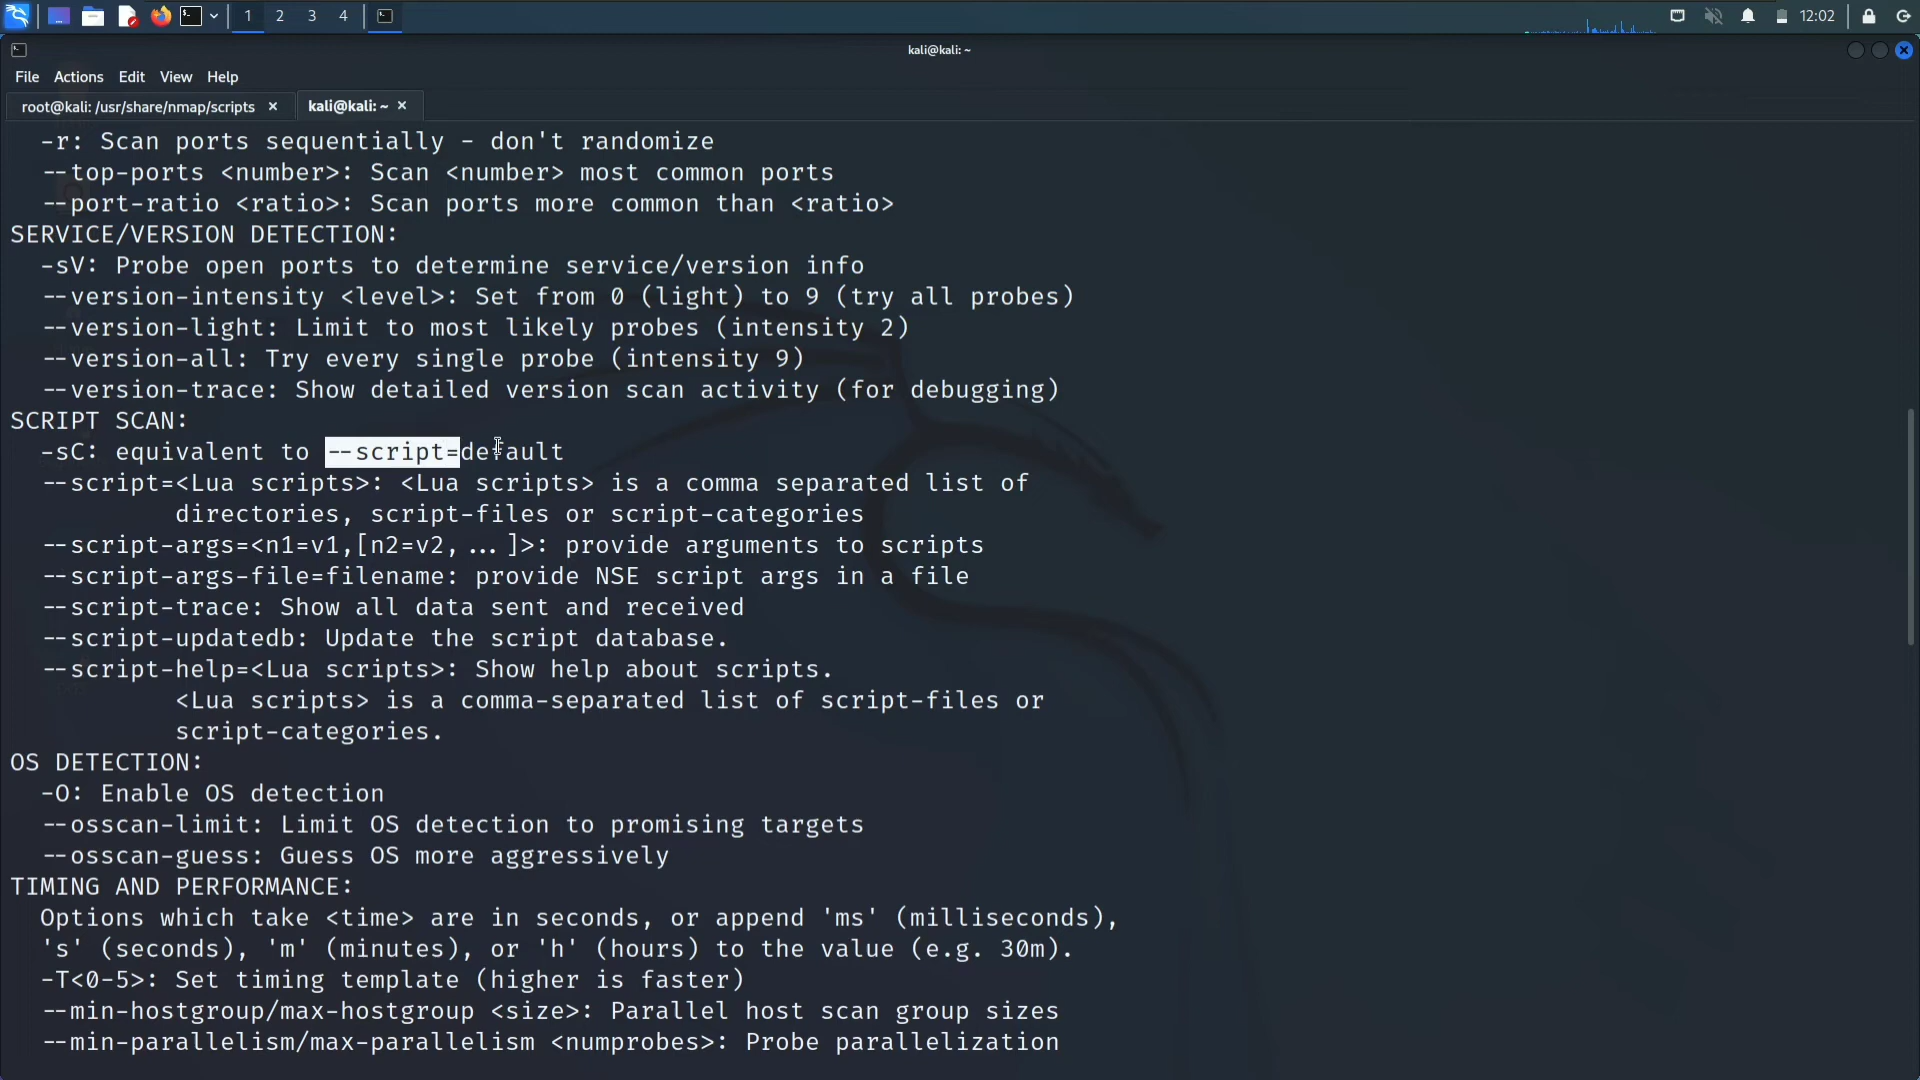 1 2 3 4 12:02
kali@kali: ~
File Actions Edit View Help
root@kali: /usr/share/nmap/scripts × kali@kali: ~ ×
-r: Scan ports sequentially - don't randomize
--top-ports <number>: Scan <number> most common ports
--port-ratio <ratio>: Scan ports more common than <ratio>
SERVICE/VERSION DETECTION:
-sV: Probe open ports to determine service/version info
--version-intensity <level>: Set from 0 (light) to 9 (try all probes)
--version-light: Limit to most likely probes (intensity 2)
--version-all: Try every single probe (intensity 9)
--version-trace: Show detailed version scan activity (for debugging)
SCRIPT SCAN:
-sC: equivalent to --script=default
--script=<Lua scripts>: <Lua scripts> is a comma separated list of
directories, script-files or script-categories
--script-args=<n1=v1,[n2=v2,...]>: provide arguments to scripts
--script-args-file=filename: provide NSE script args in a file
--script-trace: Show all data sent and received
--script-updatedb: Update the script database.
--script-help=<Lua scripts>: Show help about scripts.
<Lua scripts> is a comma-separated list of script-files or
script-categories.
OS DETECTION:
-O: Enable OS detection
--osscan-limit: Limit OS detection to promising targets
--osscan-guess: Guess OS more aggressively
TIMING AND PERFORMANCE:
Options which take <time> are in seconds, or append 'ms' (milliseconds),
's' (seconds), 'm' (minutes), or 'h' (hours) to the value (e.g. 30m).
-T<0-5>: Set timing template (higher is faster)
--min-hostgroup/max-hostgroup <size>: Parallel host scan group sizes
--min-parallelism/max-parallelism <numprobes>: Probe parallelization